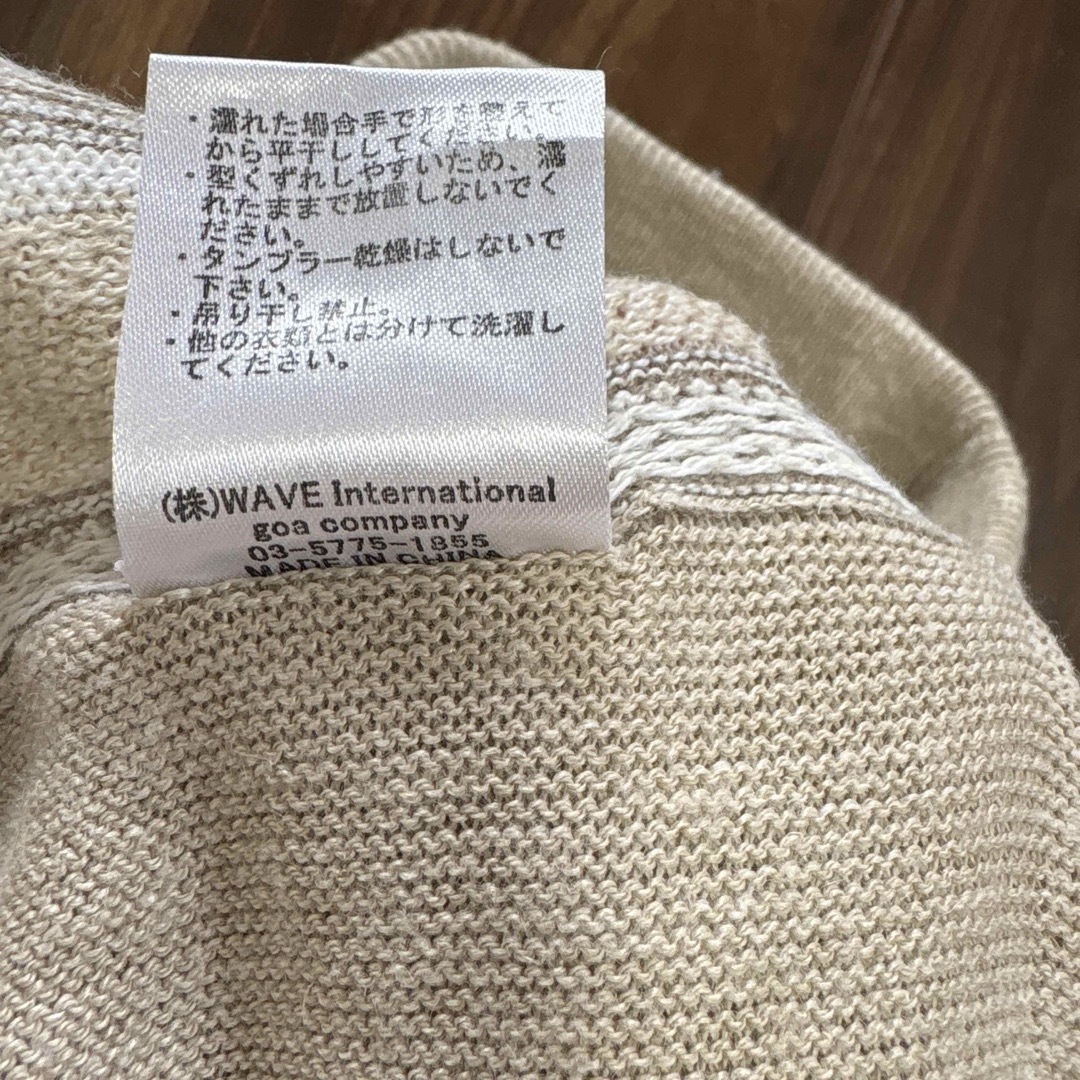 ・濡れた場合手で形を整えて
から平干ししてください。
・型くずれしやすいため、濡
れたままで放置しないでく
ださい。
・タンブラー乾燥はしないで
下さい。
・吊り干し禁止。
・他の衣類とは分けて洗濯し
てください。
(株)WAVE International
goa company
03-5775-1855
MADE IN CHINA